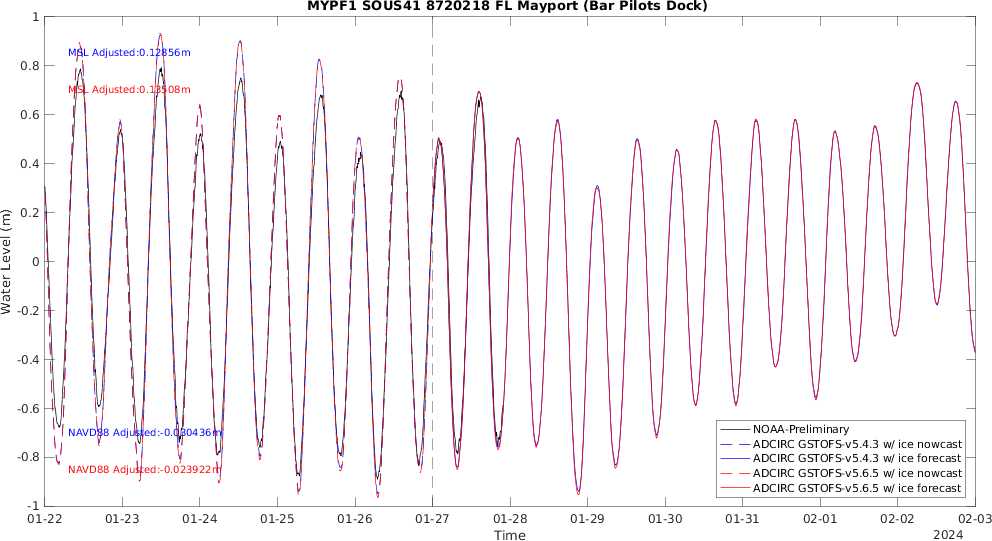 MYPF1 SOUS41 8720218 FL Mayport (Bar Pilots Dock)
1
0.8
0.6
0.4
0.2
0
-0.2
-0.4
-0.6
-0.8
-1
Water Level (m)
MSL Adjusted:0.12856m
MSL Adjusted:0.13508m
NAVD88 Adjusted:-0.030436m
NAVD88 Adjusted:-0.023922m
NOAA-Preliminary
ADCIRC GSTOFS-v5.4.3 w/ ice nowcast
ADCIRC GSTOFS-v5.4.3 w/ ice forecast
ADCIRC GSTOFS-v5.6.5 w/ ice nowcast
ADCIRC GSTOFS-v5.6.5 w/ ice forecast
01-22 01-23 01-24 01-25 01-26 01-27 01-28 01-29 01-30 01-31 02-01 02-02 02-03
Time
2024